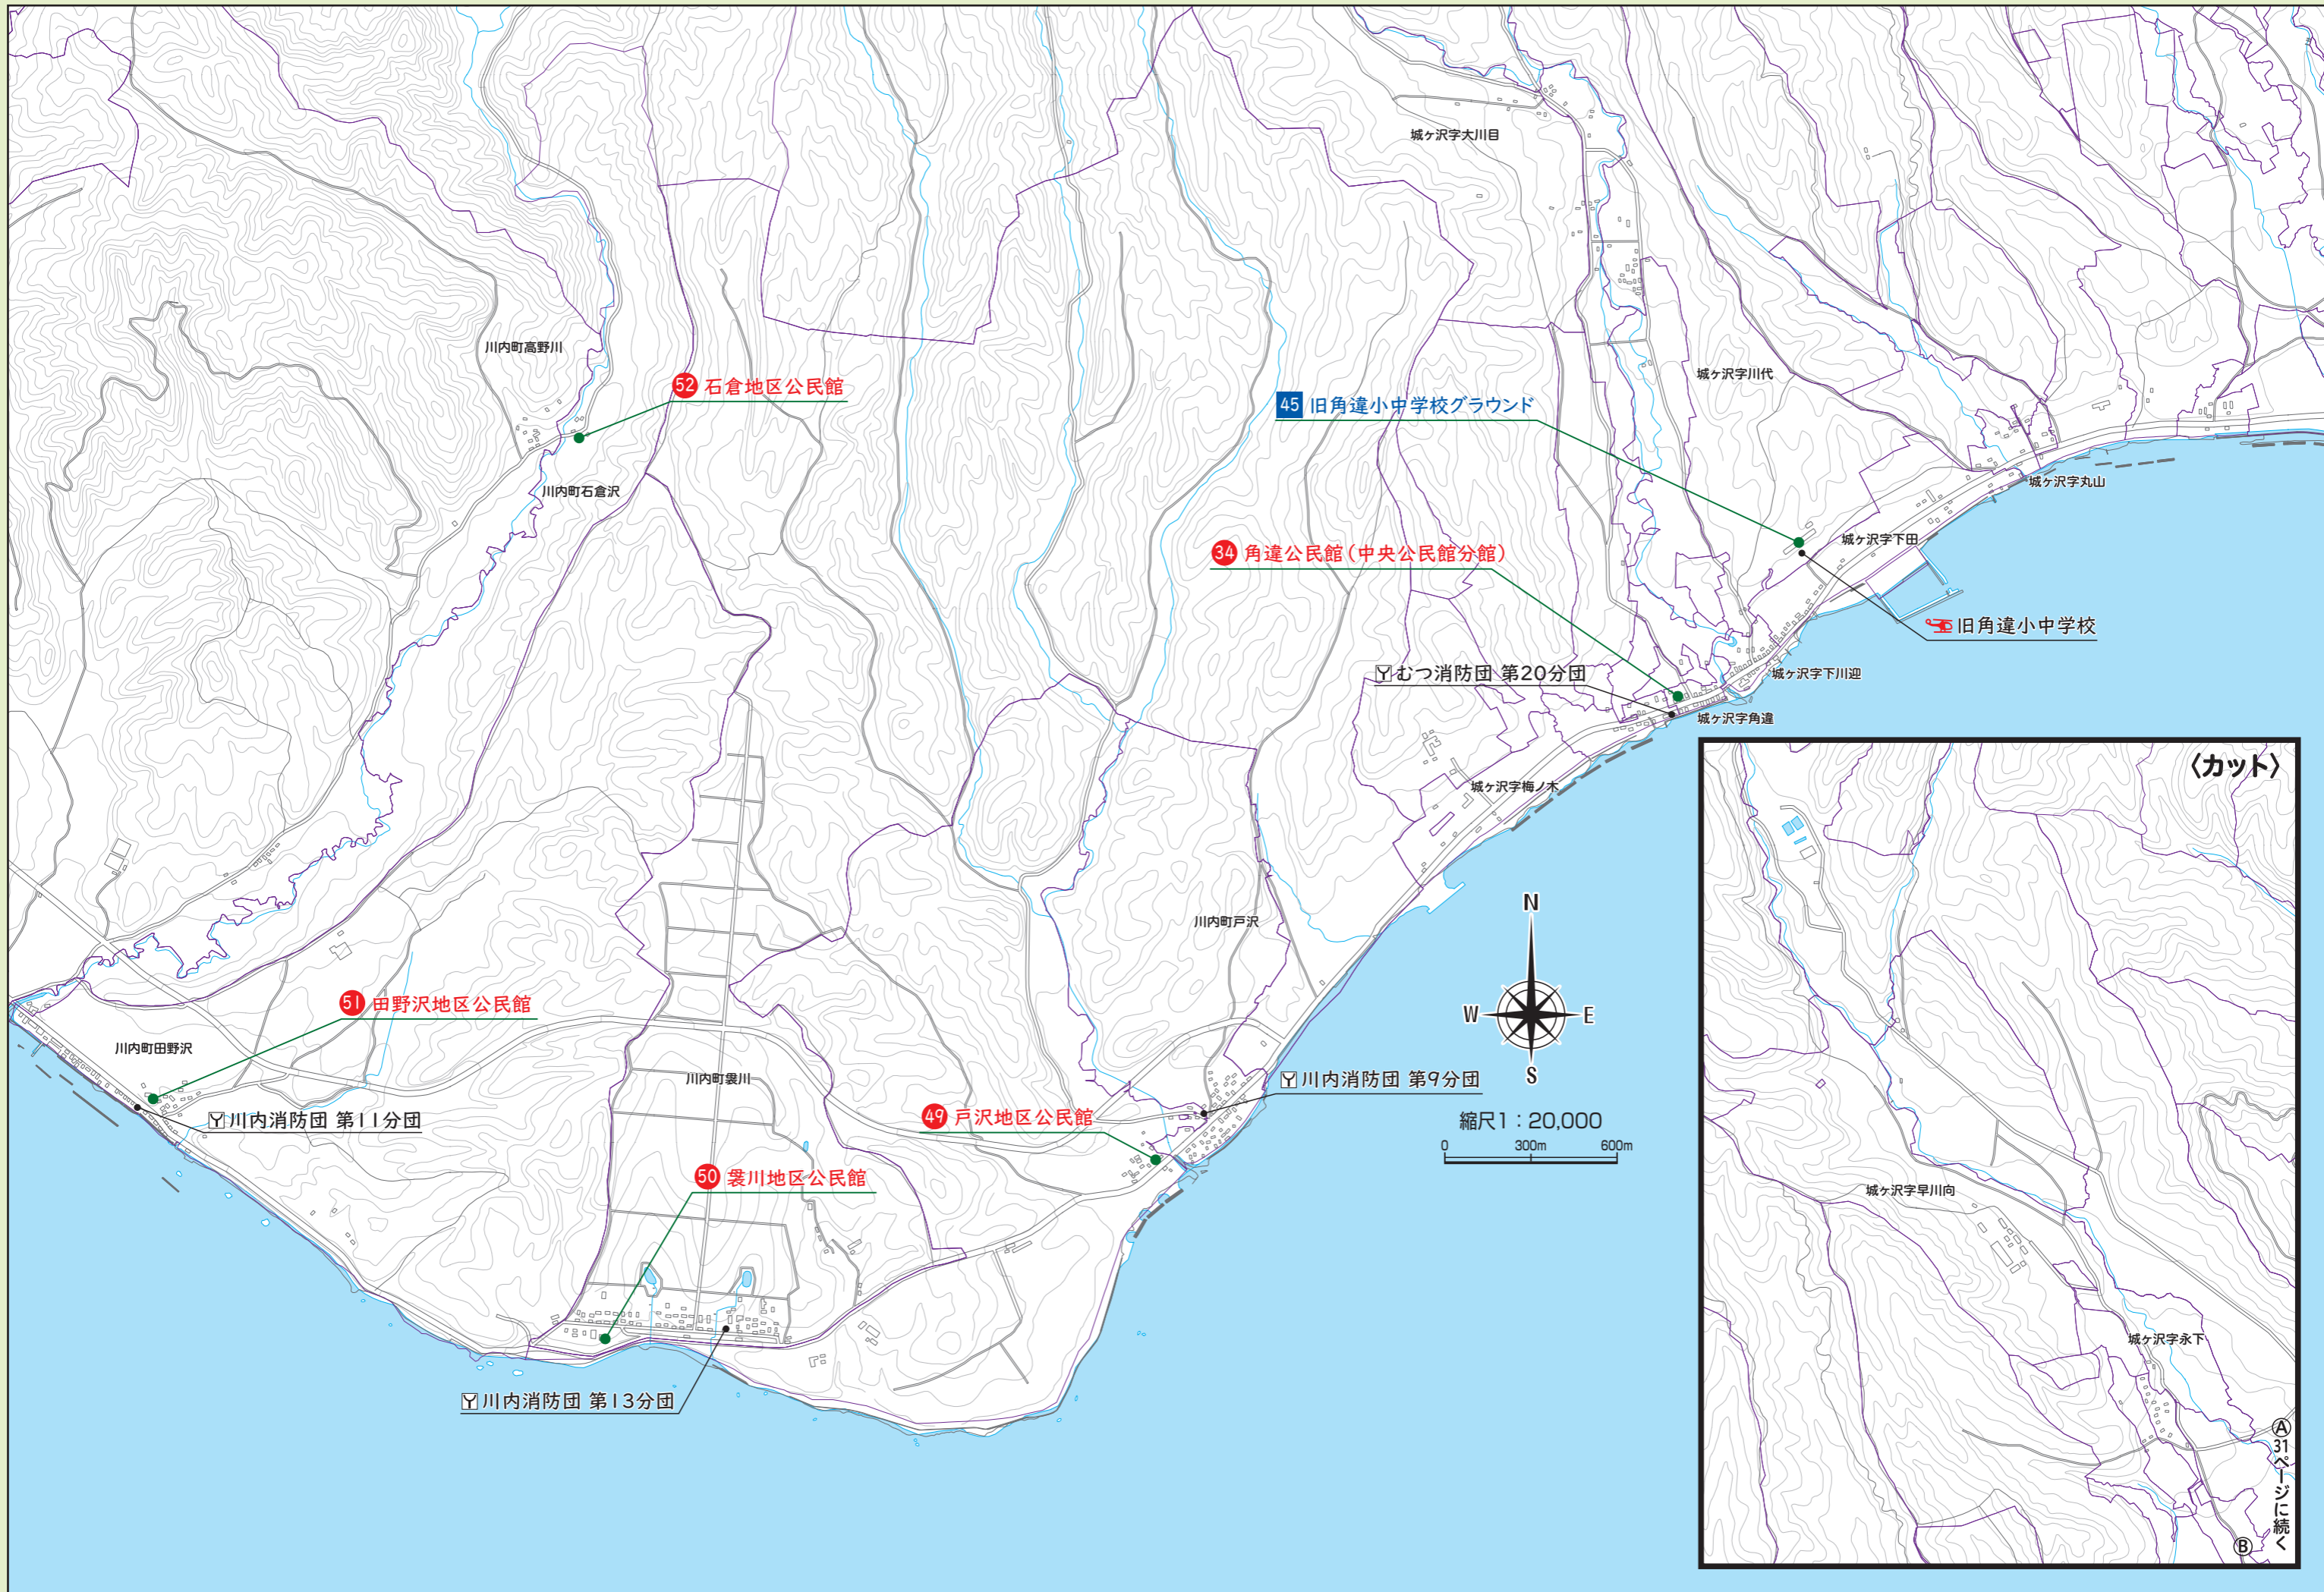 城ヶ沢字大川目
川内町高野川
52 石倉地区公民館
城ヶ沢字川代
45 旧角違小中学校グラウンド
川内町石倉沢
城ヶ沢字丸山
城ヶ沢字下田
34 角違公民館(中央公民館分館)
旧角違小中学校
むつ消防団 第20分団
城ヶ沢字下川迎
城ヶ沢字角違
城ヶ沢字梅ノ木
川内町戸沢
51 田野沢地区公民館
川内町田野沢
川内町蛎川
川内消防団 第9分団
川内消防団 第11分団
49 戸沢地区公民館
50 蛎川地区公民館
川内消防団 第13分団
N
W
E
S
縮尺1:20,000
0
300m
600m
〈カット〉
城ヶ沢字早川向
城ヶ沢字永下
Ⓐ
31ページに続く
Ⓑ